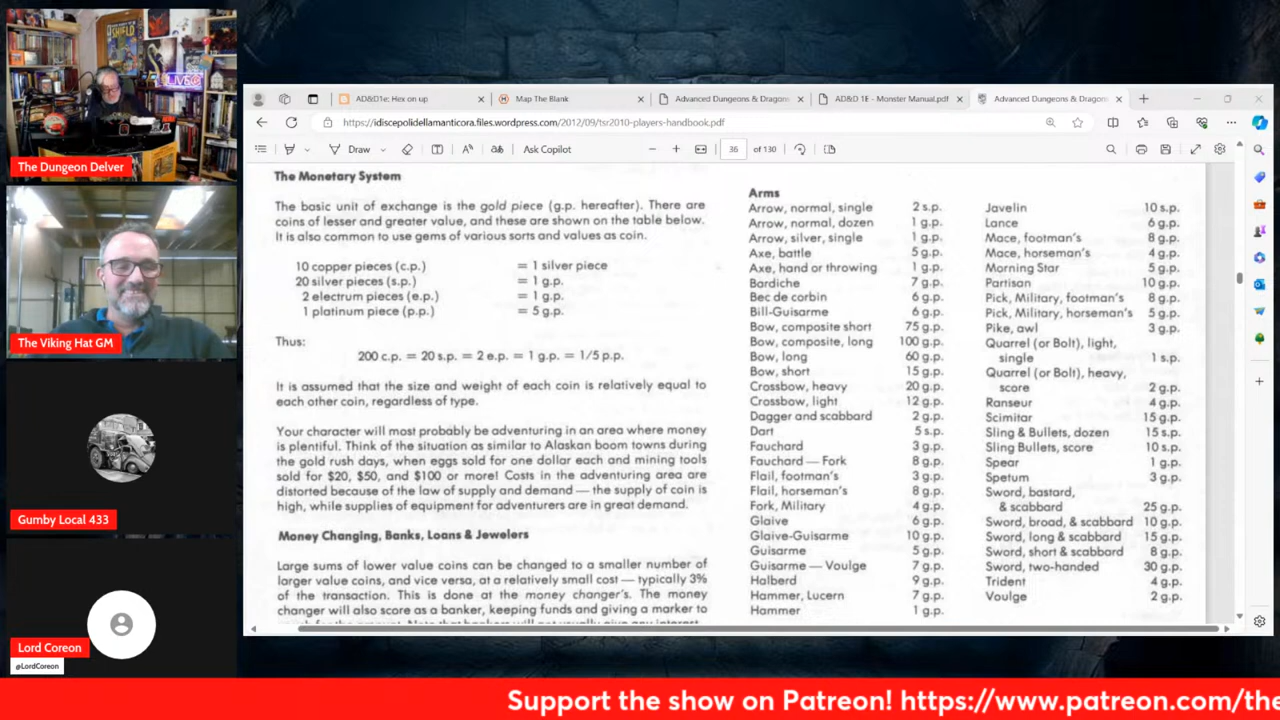 SHIELD
LIVE
The Dungeon Delver
The Viking Hat GM
Gumby Local 433
Lord Coreon
@LordCoreon
AD&D1e; Hex on up
Map The Blank
Advanced Dungeons & Dragons
AD&D 1E - Monster Manual.pdf
Advanced Dungeons & Dragons
https://idiscepolidellamanticora.files.wordpress.com/2012/09/tsr2010-players-handbook.pdf
Draw
Ask Copilot
36 of 130
The Monetary System
The basic unit of exchange is the gold piece (g.p. hereafter). There are
coins of lesser and greater value, and these are shown on the table below.
It is also common to use gems of various sorts and values as coin.
10 copper pieces (c.p.) = 1 silver piece
20 silver pieces (s.p.) = 1 g.p.
2 electrum pieces (e.p.) = 1 g.p.
1 platinum piece (p.p.) = 5 g.p.
Thus:
200 c.p. = 20 s.p. = 2 e.p. = 1 g.p. = 1/5 p.p.
It is assumed that the size and weight of each coin is relatively equal to
each other coin, regardless of type.
Your character will most probably be adventuring in an area where money
is plentiful. Think of the situation as similar to Alaskan boom towns during
the gold rush days, when eggs sold for one dollar each and mining tools
sold for $20, $50, and $100 or more! Costs in the adventuring area are
distorted because of the law of supply and demand — the supply of coin is
high, while supplies of equipment for adventurers are in great demand.
Money Changing, Banks, Loans & Jewelers
Large sums of lower value coins can be changed to a smaller number of
larger value coins, and vice versa, at a relatively small cost — typically 3%
of the transaction. This is done at the money changer's. The money
changer will also score as a banker, keeping funds and giving a marker to
Arms
Arrow, normal, single 2 s.p.
Arrow, normal, dozen 1 g.p.
Arrow, silver, single 1 g.p.
Axe, battle 5 g.p.
Axe, hand or throwing 1 g.p.
Bardiche 7 g.p.
Bec de corbin 6 g.p.
Bill-Guisarme 6 g.p.
Bow, composite short 75 g.p.
Bow, composite, long 100 g.p.
Bow, long 60 g.p.
Bow, short 15 g.p.
Crossbow, heavy 20 g.p.
Crossbow, light 12 g.p.
Dagger and scabbard 2 g.p.
Dart 5 s.p.
Fauchard 3 g.p.
Fauchard — Fork 8 g.p.
Flail, footman's 3 g.p.
Flail, horseman's 8 g.p.
Fork, Military 4 g.p.
Glaive 6 g.p.
Glaive-Guisarme 10 g.p.
Guisarme 5 g.p.
Guisarme — Voulge 7 g.p.
Halberd 9 g.p.
Hammer, Lucern 7 g.p.
Hammer 1 g.p.
Javelin 10 s.p.
Lance 6 g.p.
Mace, footman's 8 g.p.
Mace, horseman's 4 g.p.
Morning Star 5 g.p.
Partisan 10 g.p.
Pick, Military, footman's 8 g.p.
Pick, Military, horseman's 5 g.p.
Pike, awl 3 g.p.
Quarrel (or Bolt), light,
single 1 s.p.
Quarrel (or Bolt), heavy,
score 2 g.p.
Ranseur 4 g.p.
Scimitar 15 g.p.
Sling & Bullets, dozen 15 s.p.
Sling Bullets, score 10 s.p.
Spear 1 g.p.
Spetum 3 g.p.
Sword, bastard,
& scabbard 25 g.p.
Sword, broad, & scabbard 10 g.p.
Sword, long & scabbard 15 g.p.
Sword, short & scabbard 8 g.p.
Sword, two-handed 30 g.p.
Trident 4 g.p.
Voulge 2 g.p.
Support the show on Patreon! https://www.patreon.com/the